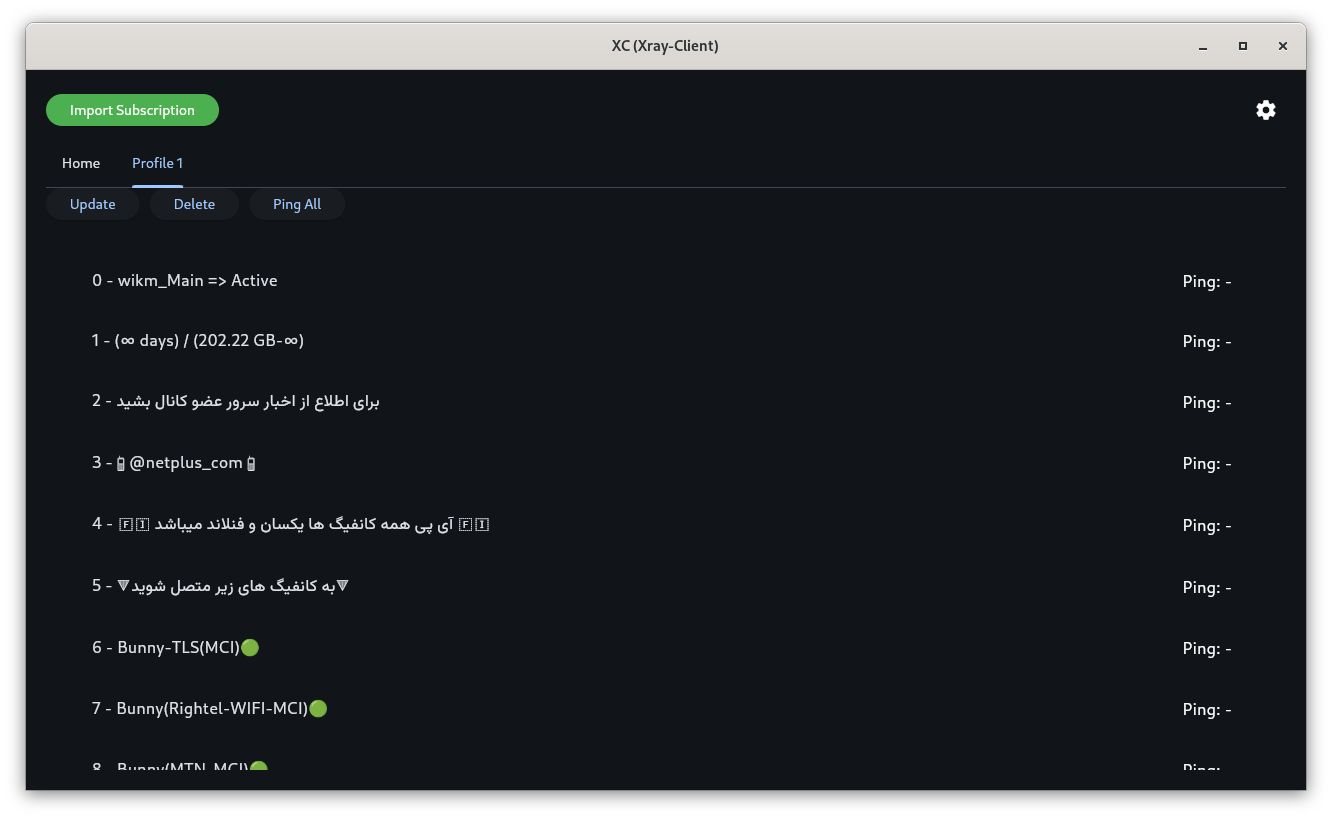 XC (Xray-Client)
Import Subscription
Home Profile 1
Update Delete Ping All
0 - wikm_Main => Active Ping: -
1 - (∞ days) / (202.22 GB-∞) Ping: -
2 - برای اطلاع از اخبار سرور عضو کانال بشید Ping: -
3 -📱@netplus_com📱 Ping: -
4 - 🇫🇮 آی پی همه کانفیگ ها یکسان و فنلاند میباشد 🇫🇮 Ping: -
5 - 🔻به کانفیگ های زیر متصل شوید🔻 Ping: -
6 - Bunny-TLS(MCI)🟢 Ping: -
7 - Bunny(Rightel-WIFI-MCI)🟢 Ping: -
8 - Bunny(MTN-MCI)🟢 Ping: -